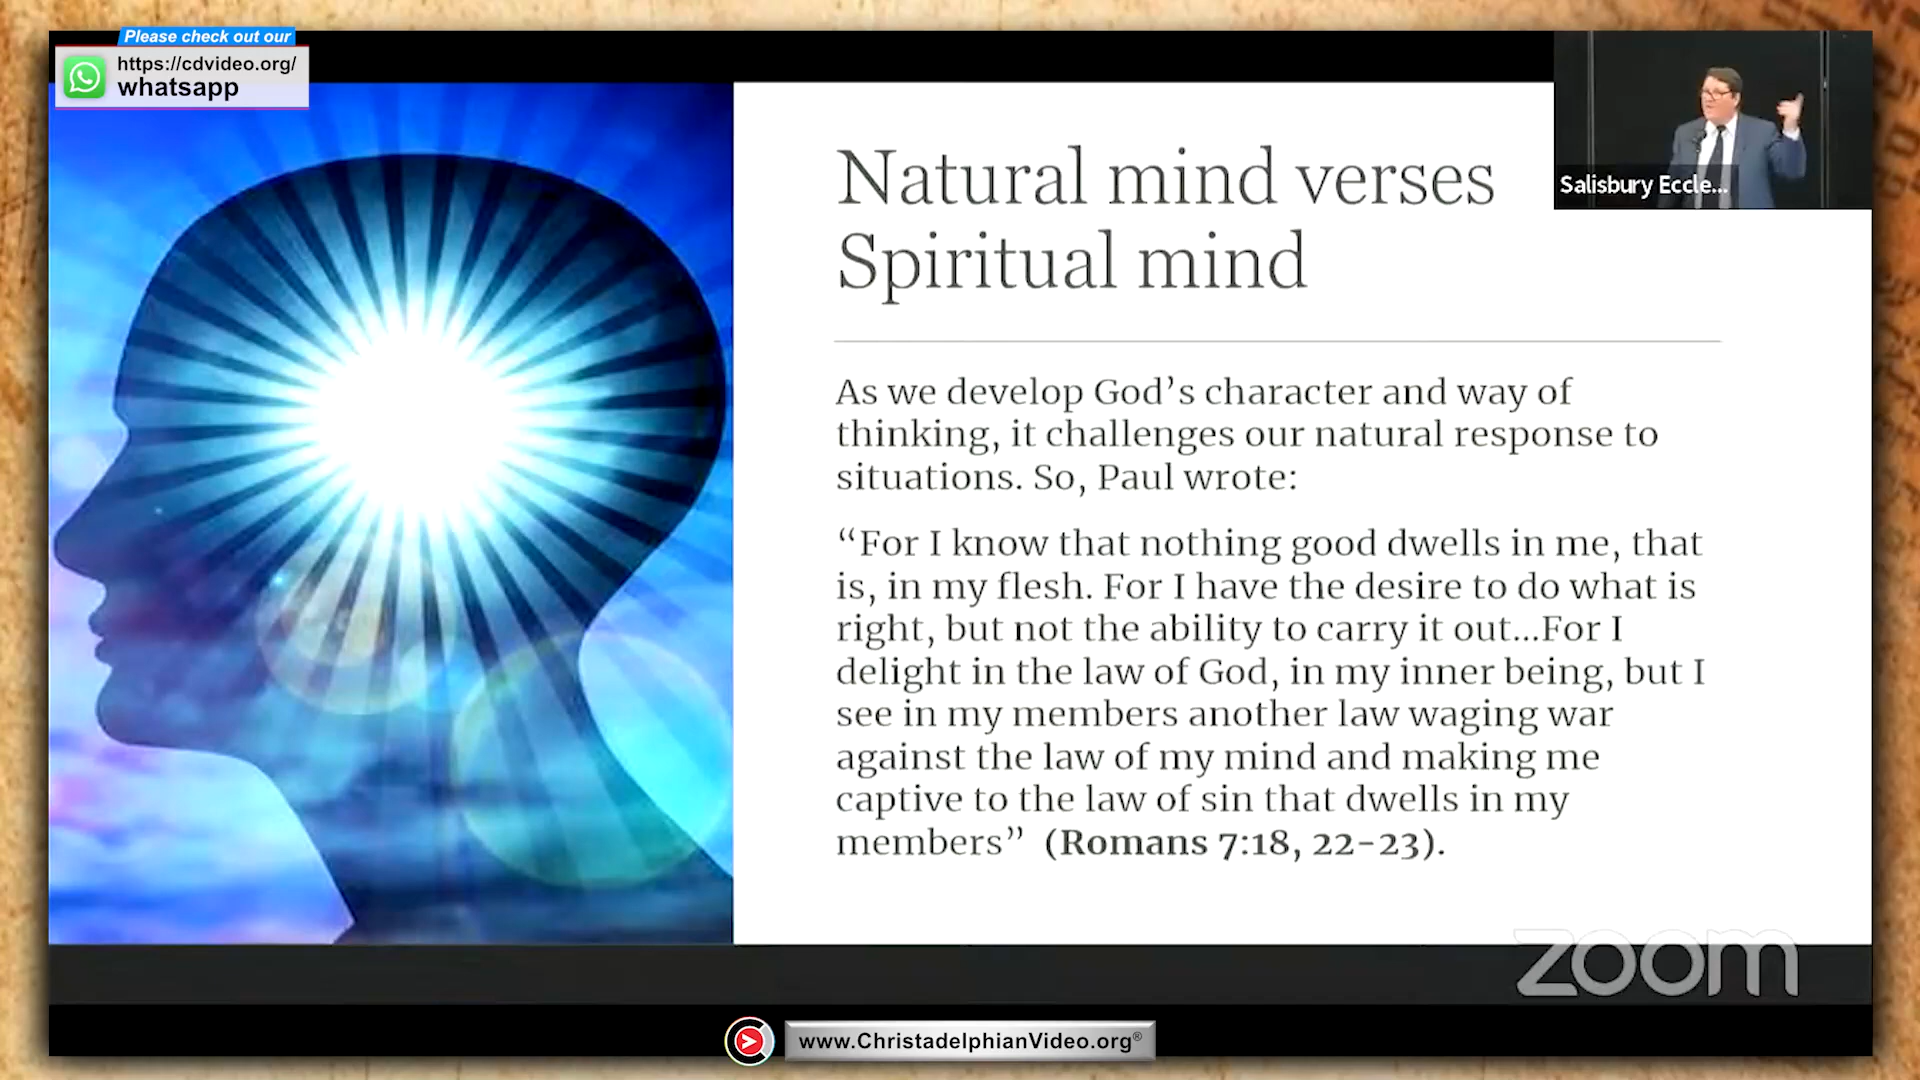 Please check out our
https://cdvideo.org/
whatsapp
Natural mind verses
Spiritual mind
Salisbury Eccle...
As we develop God’s character and way of
thinking, it challenges our natural response to
situations. So, Paul wrote:
“For I know that nothing good dwells in me, that
is, in my flesh. For I have the desire to do what is
right, but not the ability to carry it out...For I
delight in the law of God, in my inner being, but I
see in my members another law waging war
against the law of my mind and making me
captive to the law of sin that dwells in my
members” (Romans 7:18, 22-23).
zoom
www.ChristadelphianVideo.org®